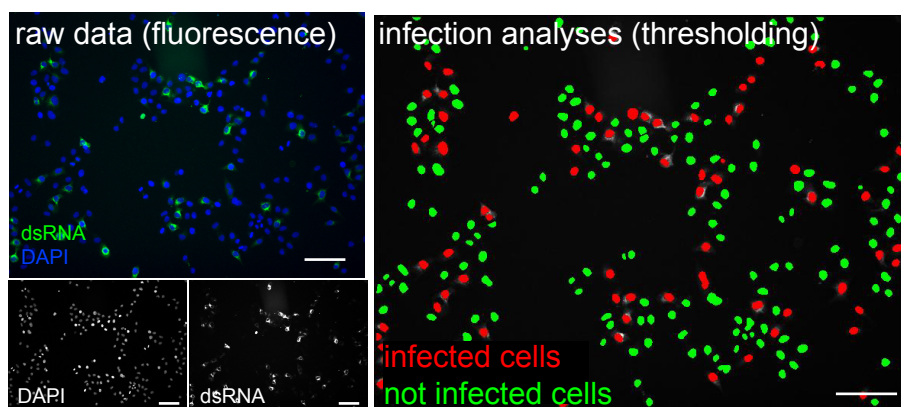 raw data (fluorescence)
dsRNA
DAPI
DAPI
dsRNA
infection analyses (thresholding)
infected cells
not infected cells